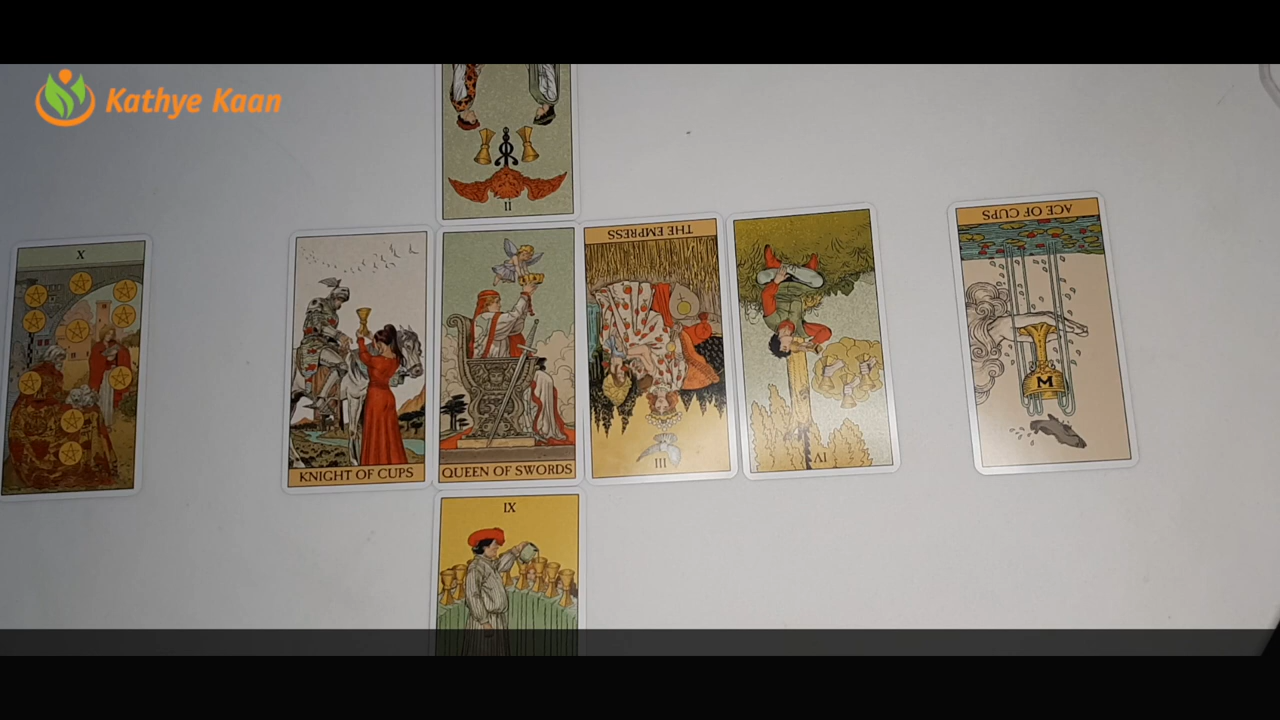 Kathye Kaan
II
X
KNIGHT OF CUPS
QUEEN OF SWORDS
THE EMPRESS
III
IV
ACE OF CUPS
M
IX